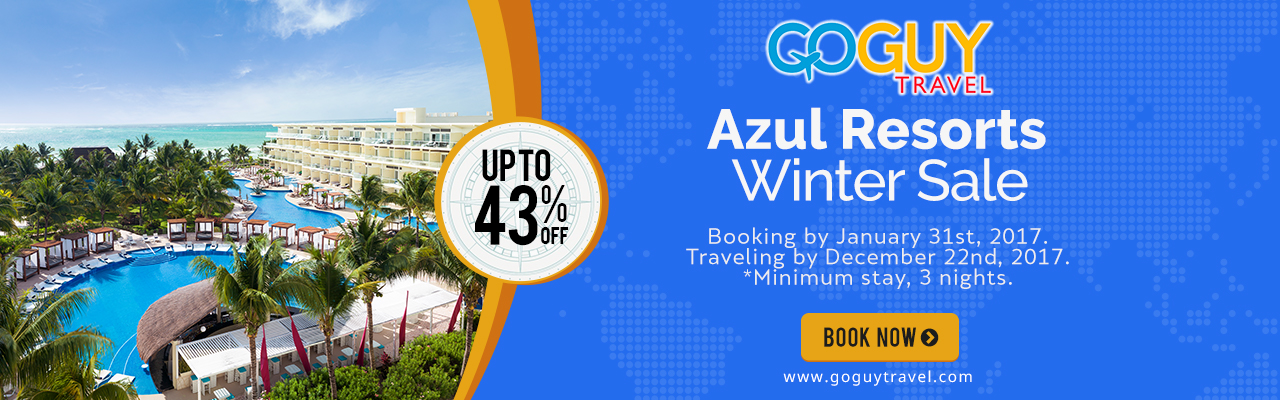 UP TO
43%
OFF
GOGUY
TRAVEL
Azul Resorts
Winter Sale
Booking by January 31st, 2017.
Traveling by December 22nd, 2017.
*Minimum stay, 3 nights.
BOOK NOW
www.goguytravel.com